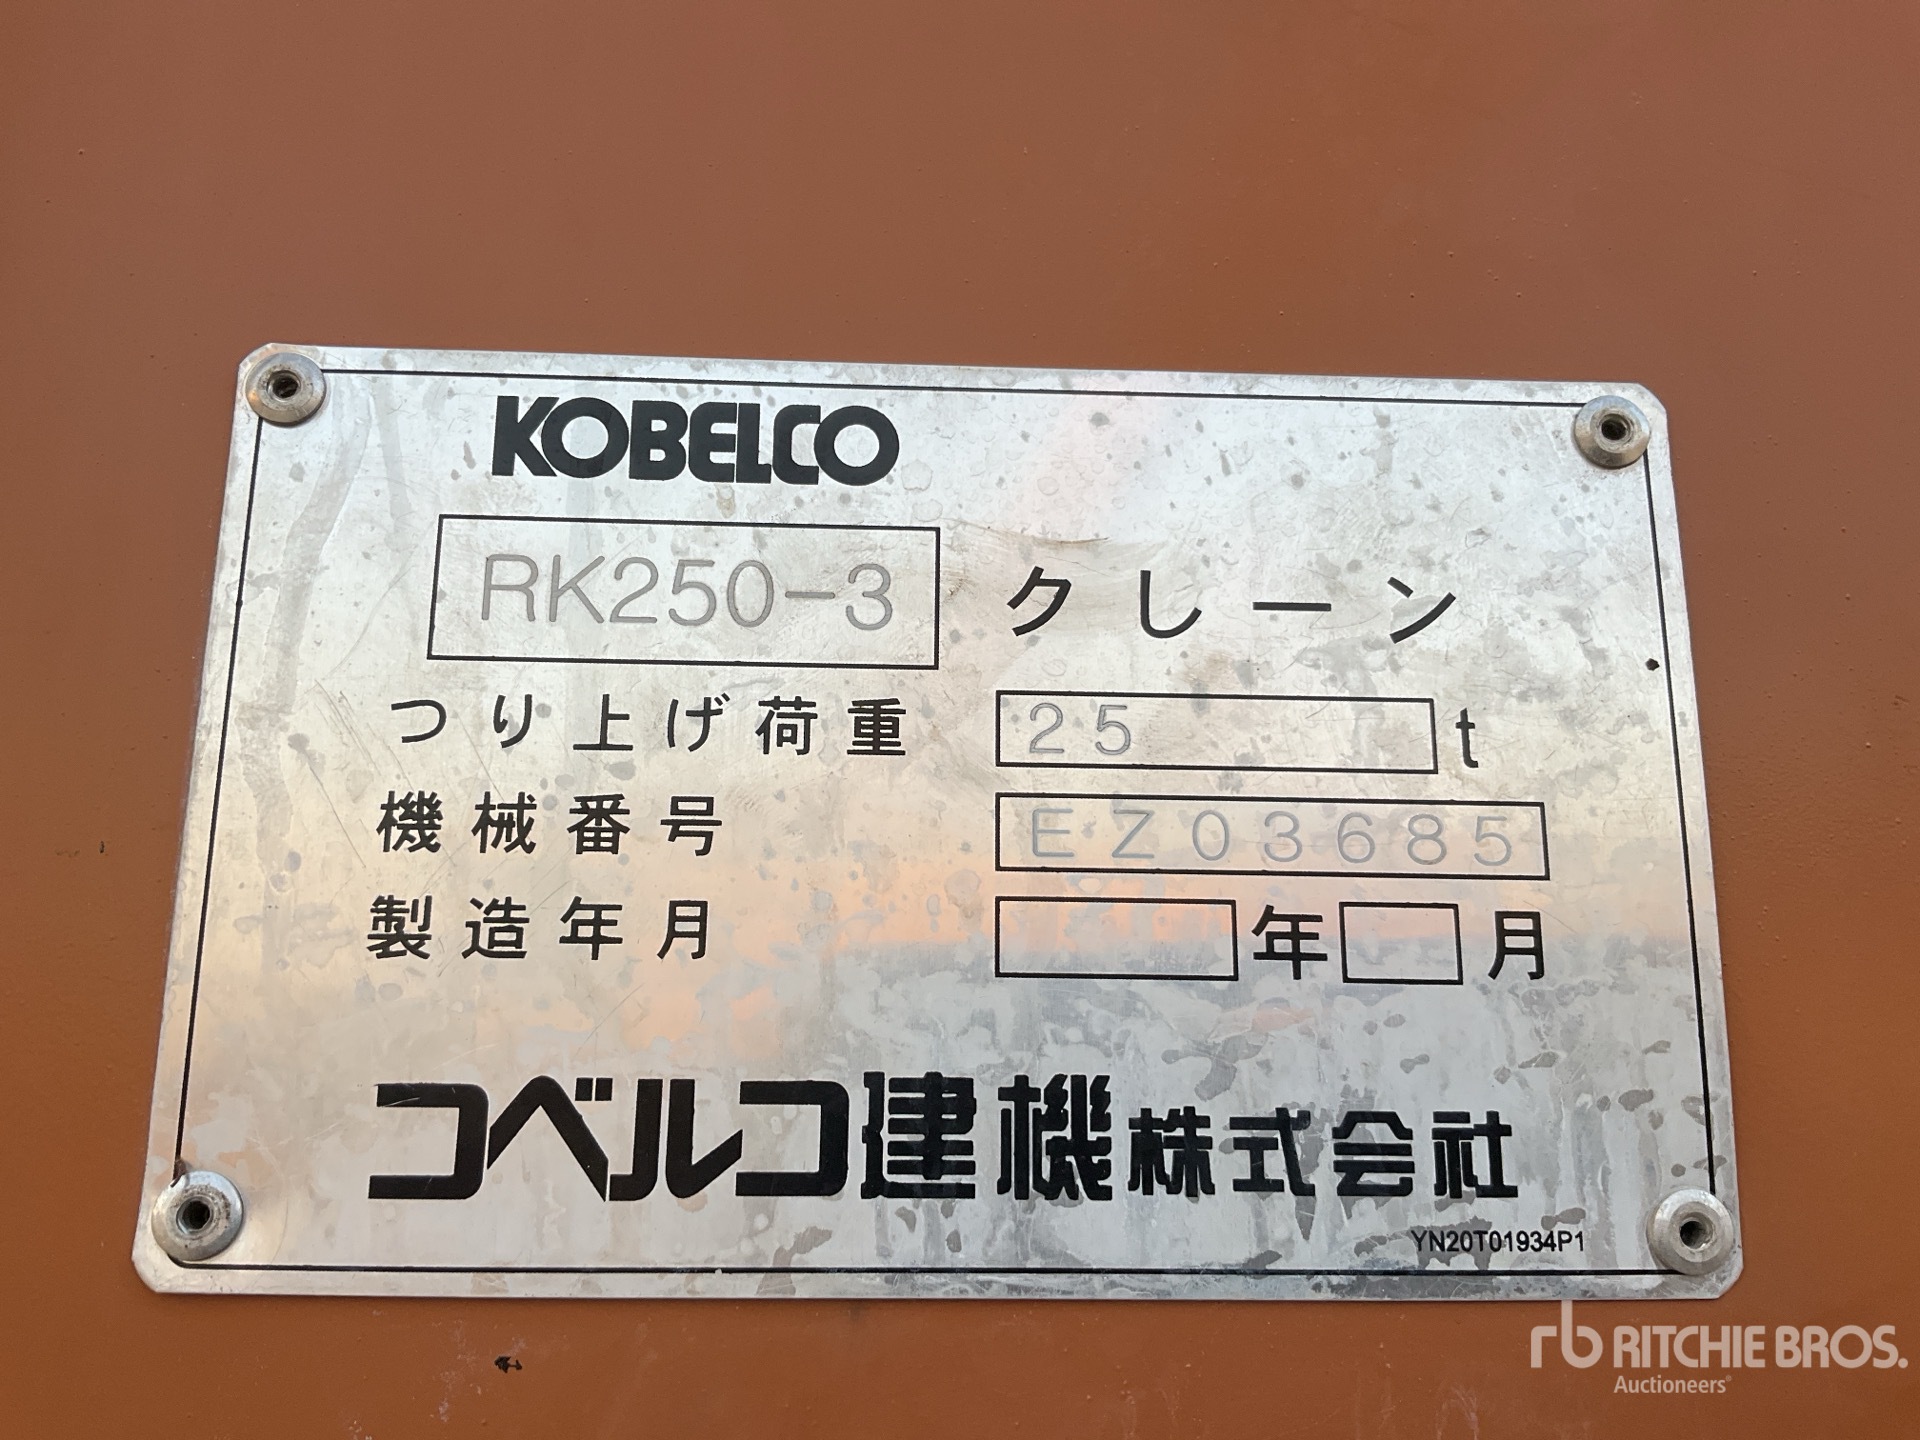 KOBELCO
RK250-3 クレーン
つり上げ荷重 25 t
機械番号 EZ03685
製造年月 年 月
コベルコ建機株式会社
YN20T01934P1
rb RITCHIE BROS.
Auctioneers